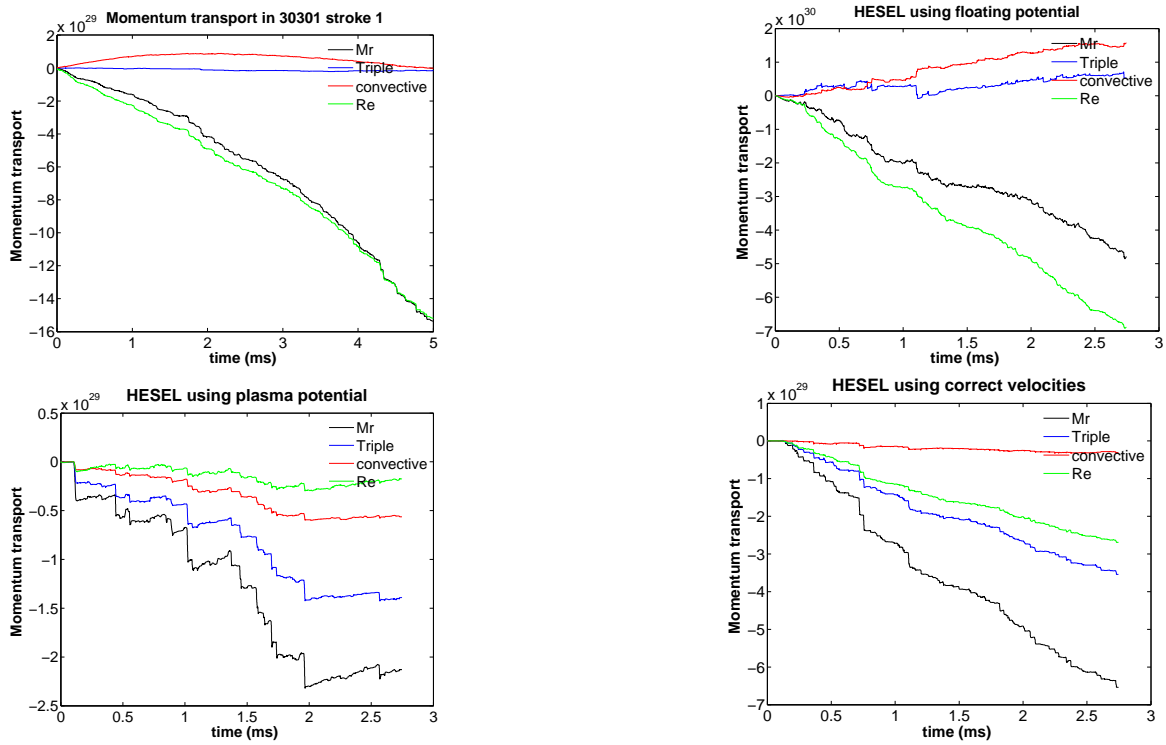 Momentum transport in 30301 stroke 1
x 10^29
2
0
−2
−4
−6
−8
−10
−12
−14
−16
0 1 2 3 4 5
Momentum transport
time (ms)
Mr
Triple
convective
Re
HESEL using floating potential
x 10^30
2
1
0
−1
−2
−3
−4
−5
−6
−7
0 0.5 1 1.5 2 2.5 3
Momentum transport
time (ms)
Mr
Triple
convective
Re
HESEL using plasma potential
x 10^29
0.5
0
−0.5
−1
−1.5
−2
−2.5
0 0.5 1 1.5 2 2.5 3
Momentum transport
time (ms)
Mr
Triple
convective
Re
HESEL using correct velocities
x 10^29
1
0
−1
−2
−3
−4
−5
−6
−7
0 0.5 1 1.5 2 2.5 3
Momentum transport
time (ms)
Mr
Triple
convective
Re